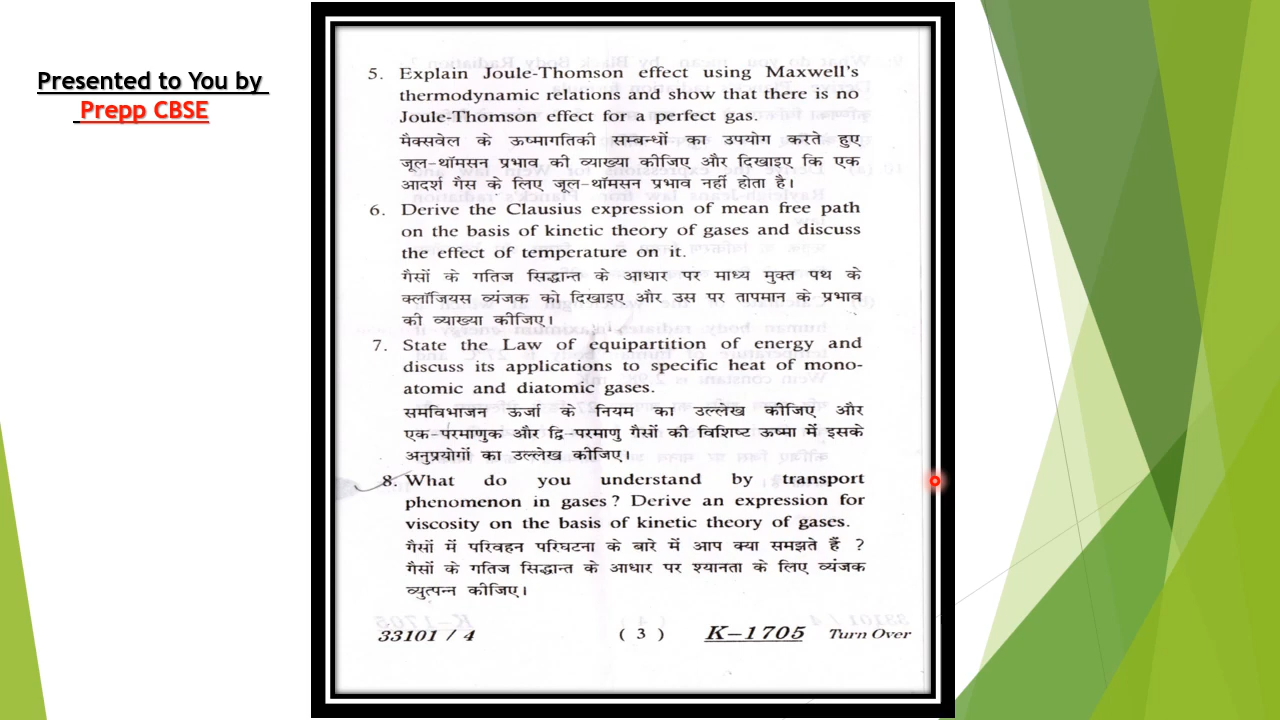 Presented to You by
Prepp CBSE
5. Explain Joule-Thomson effect using Maxwell's
thermodynamic relations and show that there is no
Joule-Thomson effect for a perfect gas.
मैक्सवेल के ऊष्मागतिकी सम्बन्धों का उपयोग करते हुए
जूल-थॉमसन प्रभाव की व्याख्या कीजिए और दिखाइए कि एक
आदर्श गैस के लिए जूल-थॉमसन प्रभाव नहीं होता है।
6. Derive the Clausius expression of mean free path
on the basis of kinetic theory of gases and discuss
the effect of temperature on it.
गैसों के गतिज सिद्धान्त के आधार पर माध्य मुक्त पथ के
क्लॉजियस व्यंजक को दिखाइए और उस पर तापमान के प्रभाव
की व्याख्या कीजिए।
7. State the Law of equipartition of energy and
discuss its applications to specific heat of mono-
atomic and diatomic gases.
समविभाजन ऊर्जा के नियम का उल्लेख कीजिए और
एक-परमाणुक और द्वि-परमाणु गैसों की विशिष्ट ऊष्मा में इसके
अनुप्रयोगों का उल्लेख कीजिए।
8. What do you understand by transport
phenomenon in gases? Derive an expression for
viscosity on the basis of kinetic theory of gases.
गैसों में परिवहन परिघटना के बारे में आप क्या समझते हैं ?
गैसों के गतिज सिद्धान्त के आधार पर श्यानता के लिए व्यंजक
व्युत्पन्न कीजिए।
33101 / 4 ( 3 ) K-1705 Turn Over